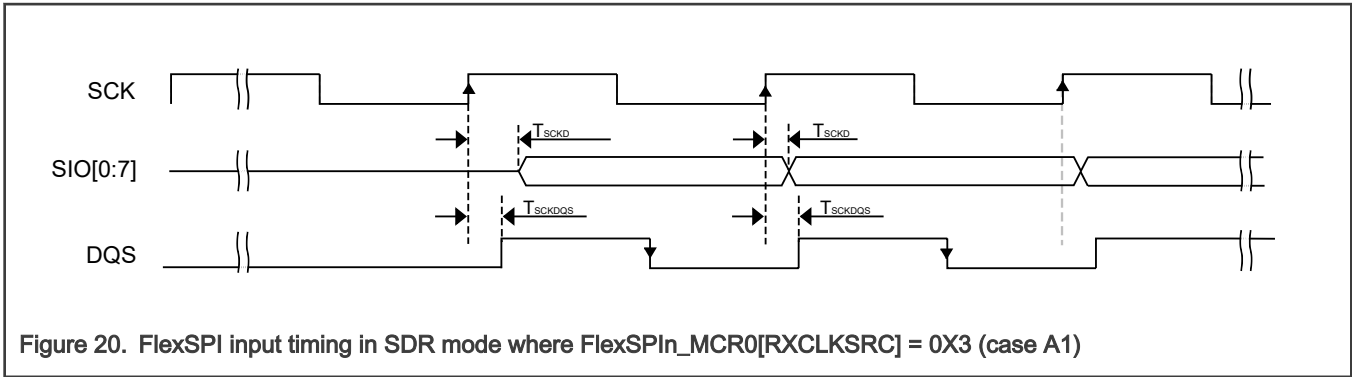 SCK
TSCKD
TSCKD
SIO[0:7]
TSCKDQS
TSCKDQS
DQS
Figure 20. FlexSPI input timing in SDR mode where FlexSPIn_MCR0[RXCLKSRC] = 0X3 (case A1)